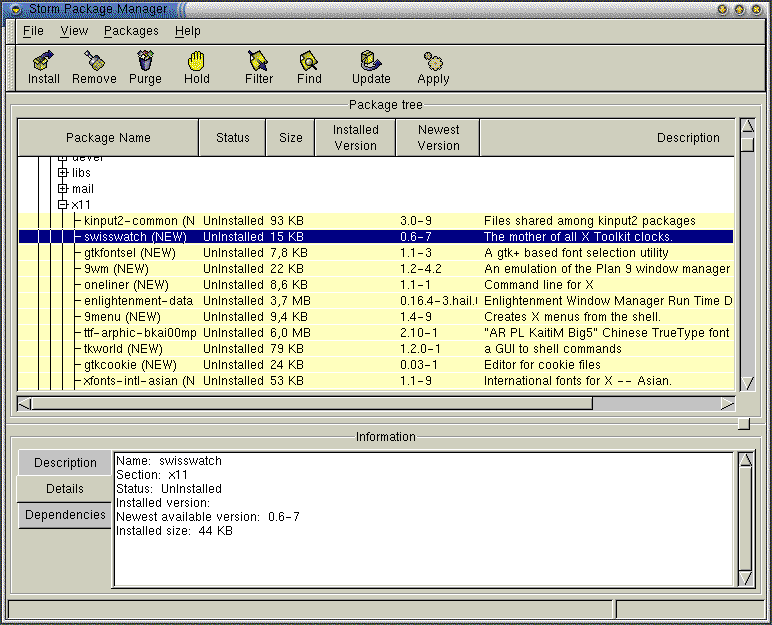 Storm Package Manager
File View Packages Help
Install Remove Purge Hold Filter Find Update Apply
Package tree
Package Name Status Size Installed Version Newest Version Description
devel
libs
mail
x11
kinput2-common (N UnInstalled 93 KB 3.0-9 Files shared among kinput2 packages
swisswatch (NEW) UnInstalled 15 KB 0.6-7 The mother of all X Toolkit clocks.
gtkfontsel (NEW) UnInstalled 7,8 KB 1.1-3 A gtk+ based font selection utility
9wm (NEW) UnInstalled 22 KB 1.2-4.2 An emulation of the Plan 9 window manager
oneliner (NEW) UnInstalled 8,6 KB 1.1-1 Command line for X
enlightenment-data UnInstalled 3,7 MB 0.16.4-3.hail.( Enlightenment Window Manager Run Time D
9menu (NEW) UnInstalled 9,4 KB 1.4-9 Creates X menus from the shell.
ttf-arphic-bkai00mp UnInstalled 6,0 MB 2.10-1 "AR PL KaitiM Big5" Chinese TrueType font
tkworld (NEW) UnInstalled 79 KB 1.2.0-1 a GUI to shell commands
gtkcookie (NEW) UnInstalled 24 KB 0.03-1 Editor for cookie files
xfonts-intl-asian (N UnInstalled 53 KB 1.1-9 International fonts for X -- Asian.
Information
Description
Details
Dependencies
Name: swisswatch
Section: x11
Status: UnInstalled
Installed version:
Newest available version: 0.6-7
Installed size: 44 KB